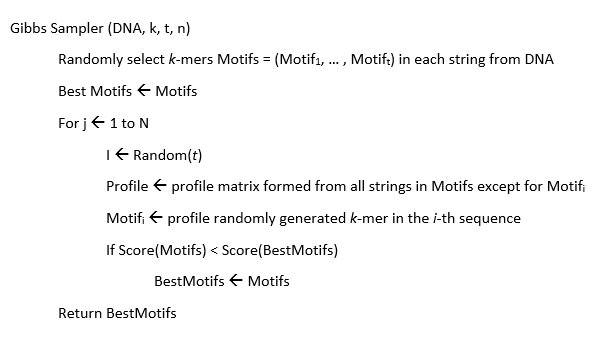 Gibbs Sampler (DNA, k, t, n)
Randomly select k-mers Motifs = (Motif₁, … , Motifₜ) in each string from DNA
Best Motifs ← Motifs
For j ← 1 to N
I ← Random(t)
Profile ← profile matrix formed from all strings in Motifs except for Motifᵢ
Motifᵢ ← profile randomly generated k-mer in the i-th sequence
If Score(Motifs) < Score(BestMotifs)
BestMotifs ← Motifs
Return BestMotifs